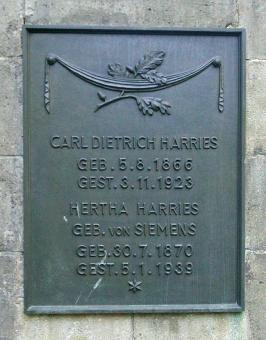 CARL DIETRICH HARRIES
GEB. 5.8.1866
GEST. 3.11.1923
HERTHA HARRIES
GEB. VON SIEMENS
GEB. 30.7.1870
GEST. 5.1.1939